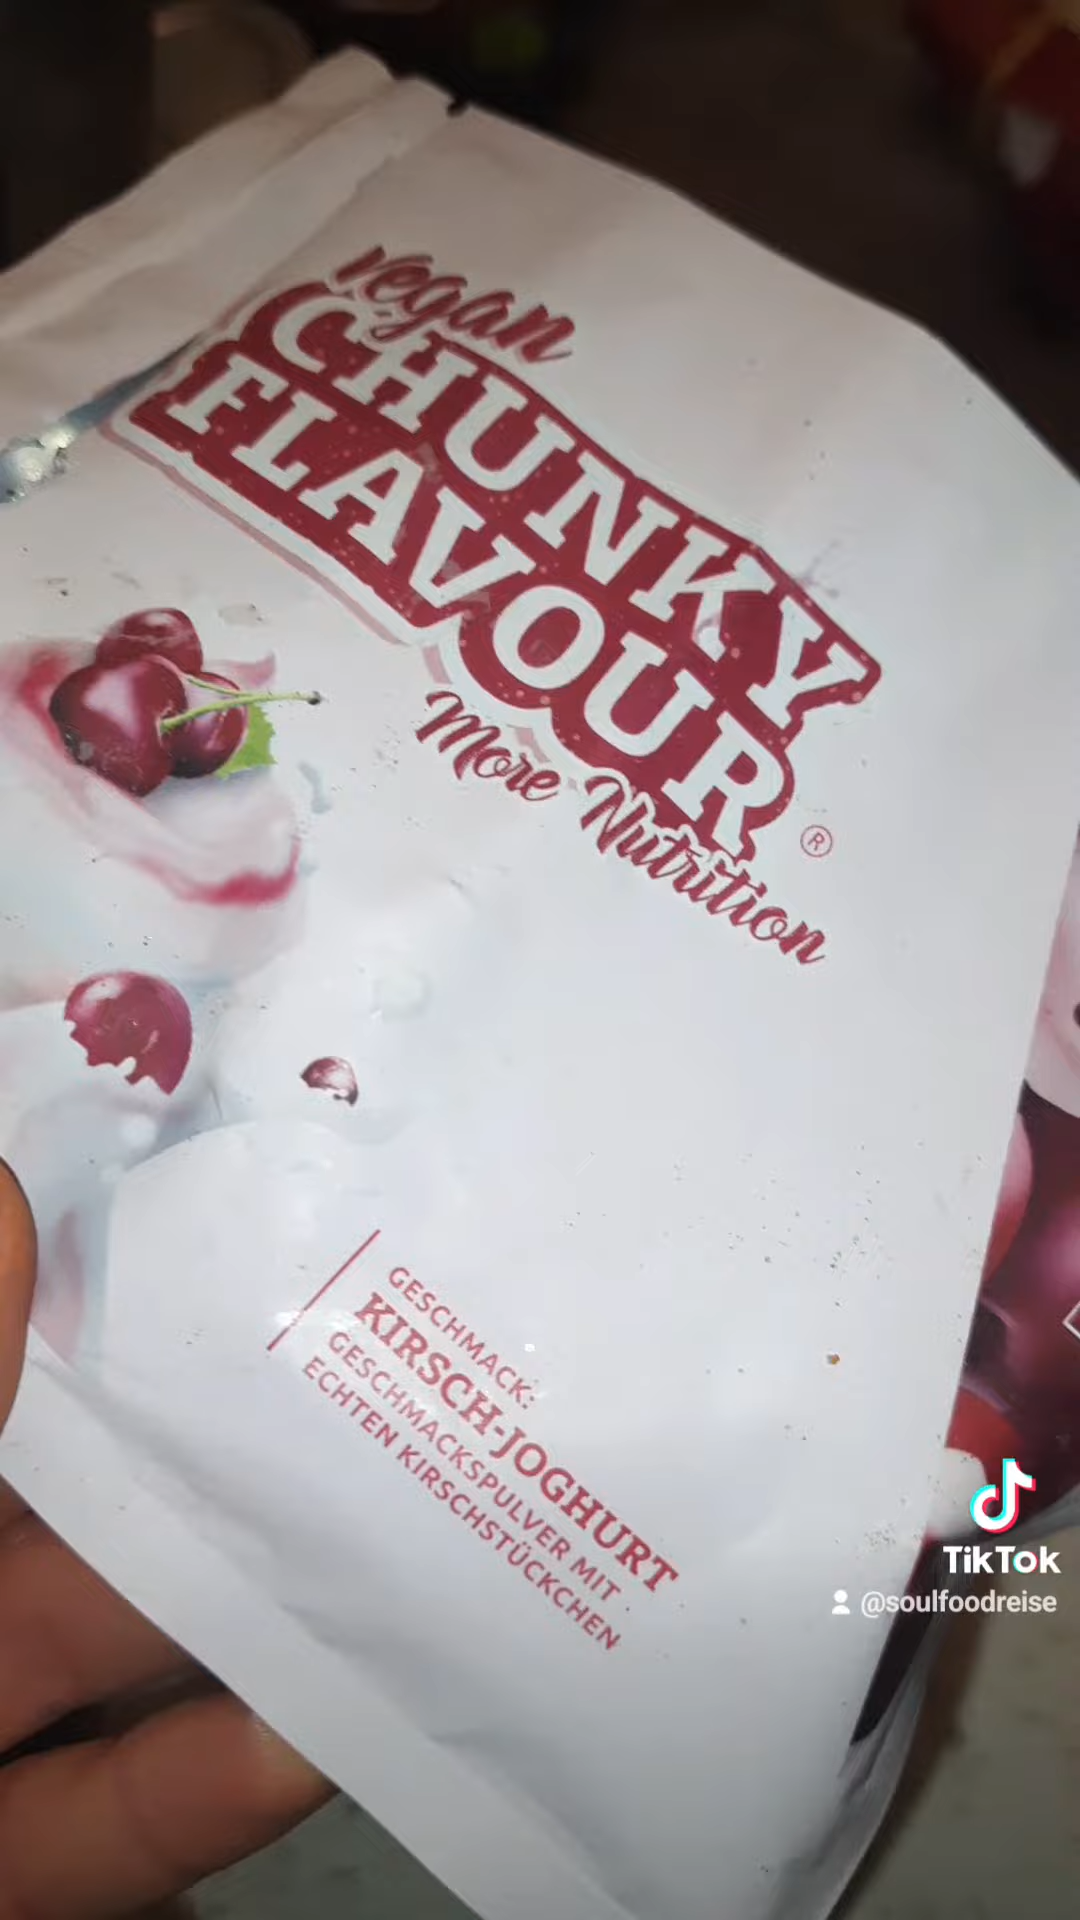 vegan
CHUNKY
FLAVOUR
®
More Nutrition
GESCHMACK:
KIRSCH-JOGHURT
GESCHMACKSPULVER MIT
ECHTEN KIRSCHSTÜCKCHEN
TikTok
@soulfoodreise